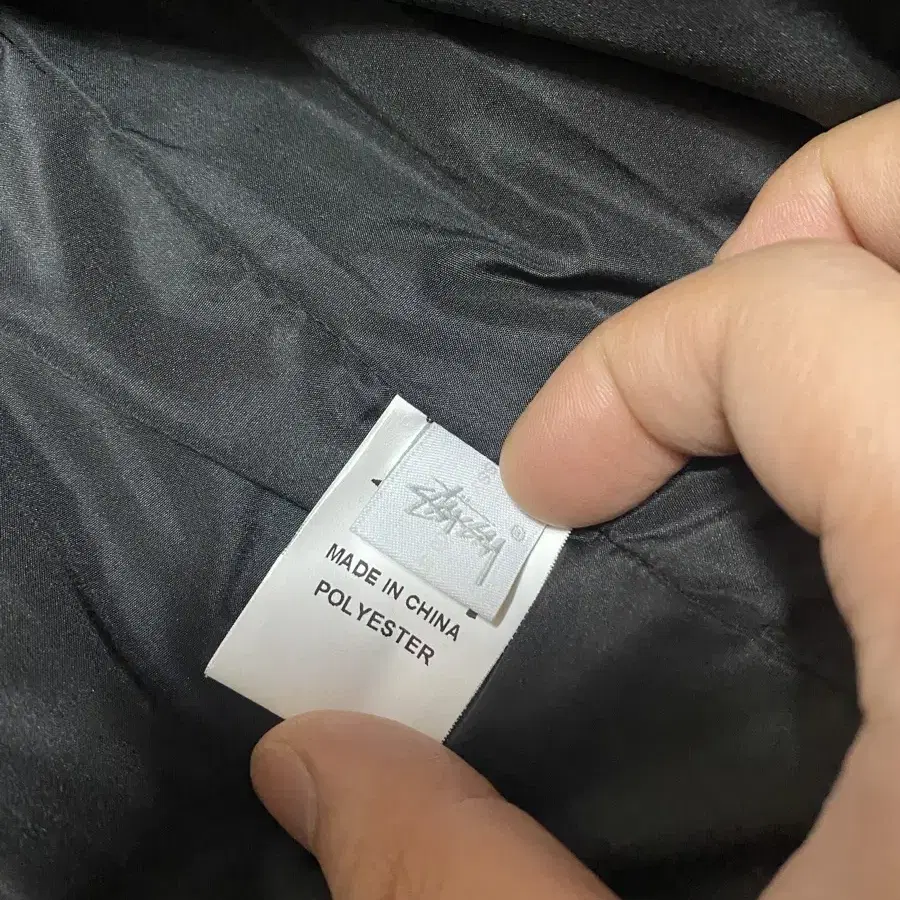 Stüssy
®
MADE IN CHINA
POLYESTER